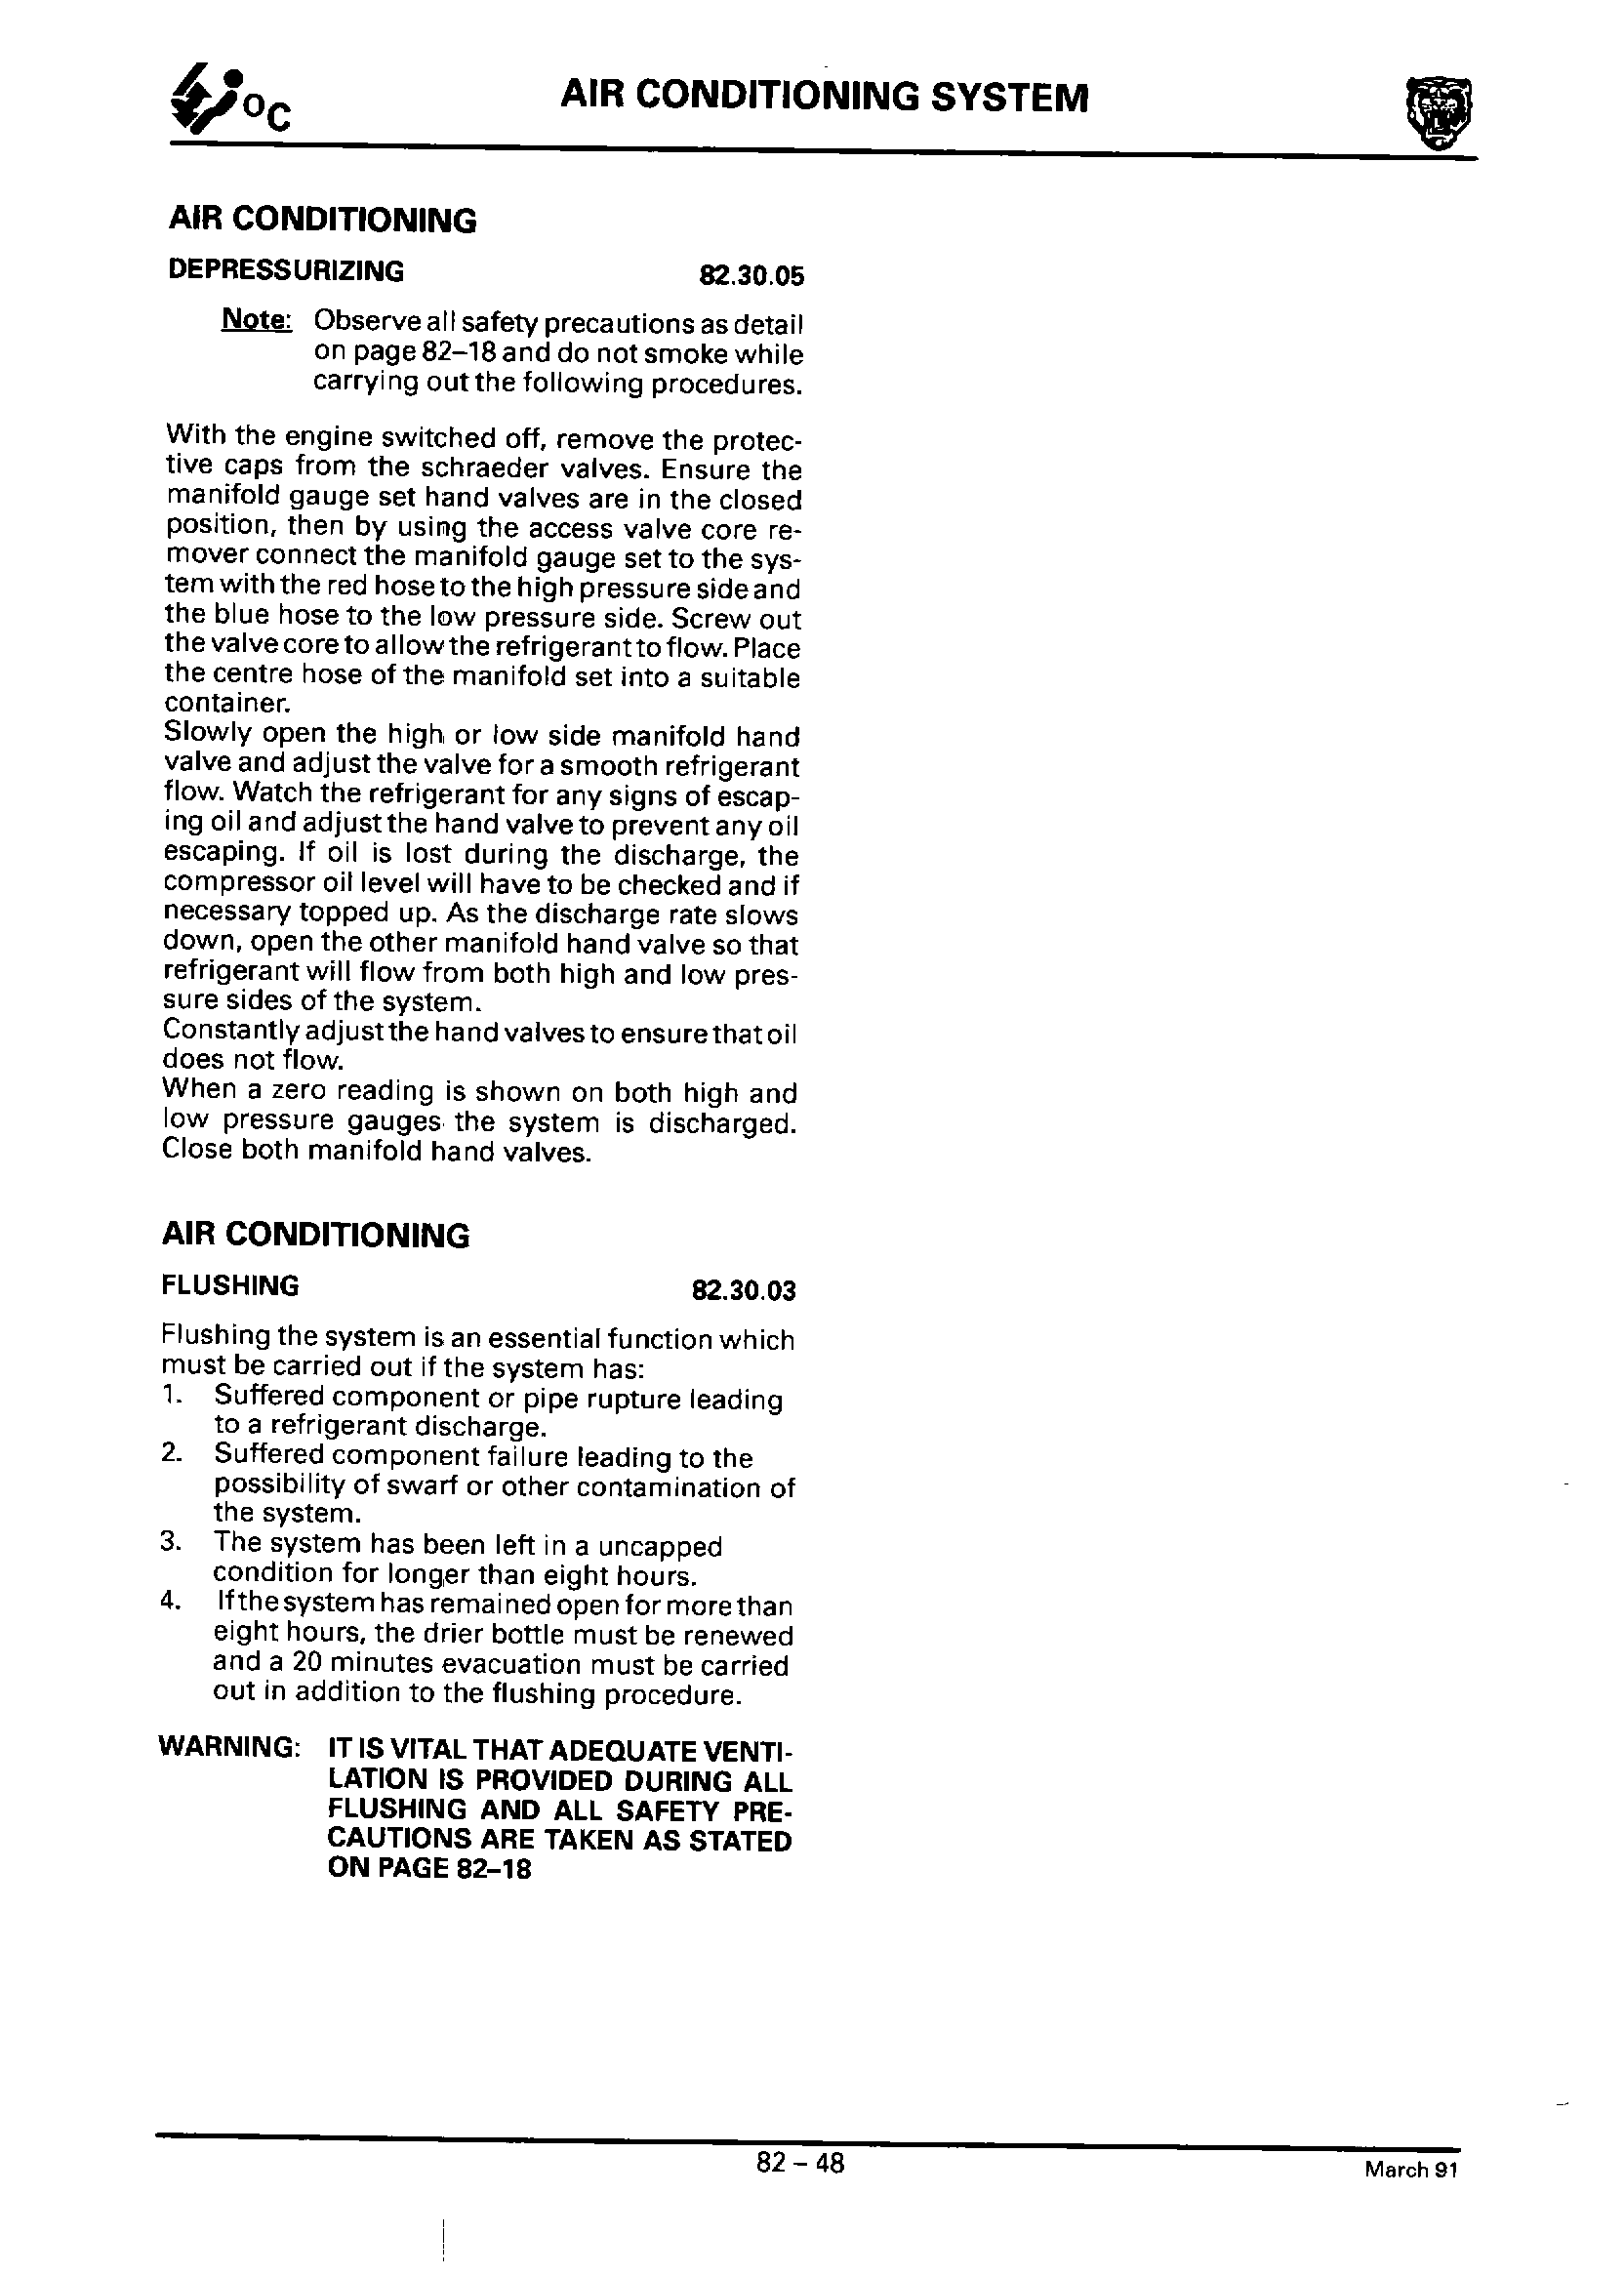 °C
AIR CONDITIONING SYSTEM
AIR CONDITIONING
DEPRESSURIZING 82.30.05
Note: Observe all safety precautions as detail
on page 82–18 and do not smoke while
carrying out the following procedures.
With the engine switched off, remove the protec-
tive caps from the schraeder valves. Ensure the
manifold gauge set hand valves are in the closed
position, then by using the access valve core re-
mover connect the manifold gauge set to the sys-
tem with the red hose to the high pressure side and
the blue hose to the low pressure side. Screw out
the valve core to allow the refrigerant to flow. Place
the centre hose of the manifold set into a suitable
container.
Slowly open the high or low side manifold hand
valve and adjust the valve for a smooth refrigerant
flow. Watch the refrigerant for any signs of escap-
ing oil and adjust the hand valve to prevent any oil
escaping. If oil is lost during the discharge, the
compressor oil level will have to be checked and if
necessary topped up. As the discharge rate slows
down, open the other manifold hand valve so that
refrigerant will flow from both high and low pres-
sure sides of the system.
Constantly adjust the hand valves to ensure that oil
does not flow.
When a zero reading is shown on both high and
low pressure gauges the system is discharged.
Close both manifold hand valves.
AIR CONDITIONING
FLUSHING 82.30.03
Flushing the system is an essential function which
must be carried out if the system has:
1. Suffered component or pipe rupture leading
to a refrigerant discharge.
2. Suffered component failure leading to the
possibility of swarf or other contamination of
the system.
3. The system has been left in a uncapped
condition for longer than eight hours.
4. If the system has remained open for more than
eight hours, the drier bottle must be renewed
and a 20 minutes evacuation must be carried
out in addition to the flushing procedure.
WARNING: IT IS VITAL THAT ADEQUATE VENTI-
LATION IS PROVIDED DURING ALL
FLUSHING AND ALL SAFETY PRE-
CAUTIONS ARE TAKEN AS STATED
ON PAGE 82–18
82 – 48
March 91